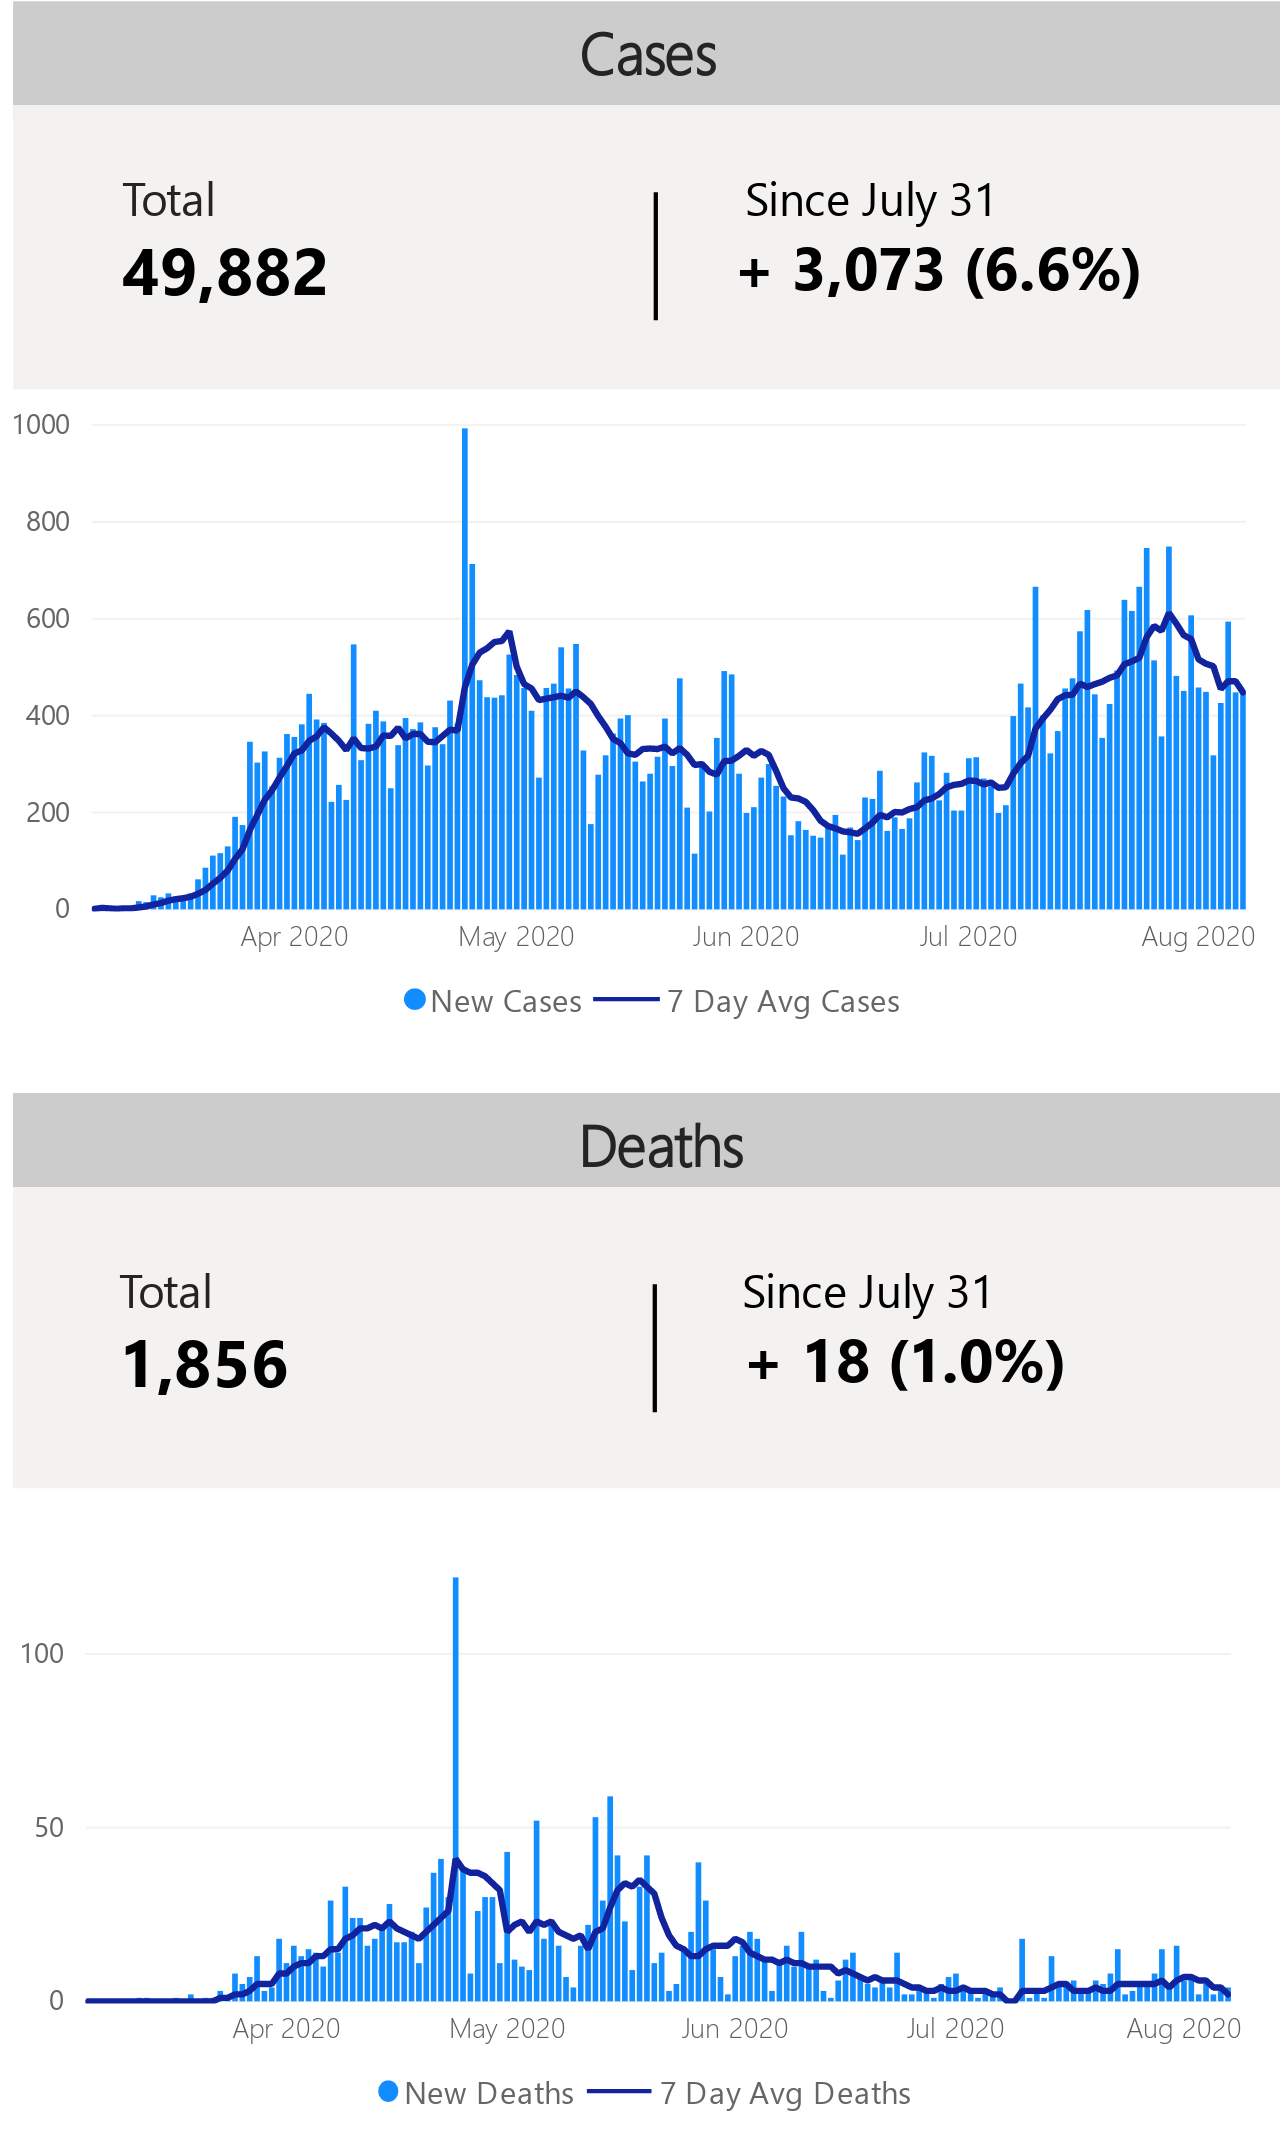 Cases
Total
Since July 31
49,882
+ 3,073 (6.6%)
1000
800
600
400
200
0
Apr 2020
May 2020
Jun 2020
Jul 2020
Aug 2020
New Cases
7 Day Avg Cases
Deaths
Total
Since July 31
1,856
+ 18 (1.0%)
100
50
0
Apr 2020
May 2020
Jun 2020
Jul 2020
Aug 2020
New Deaths
7 Day Avg Deaths